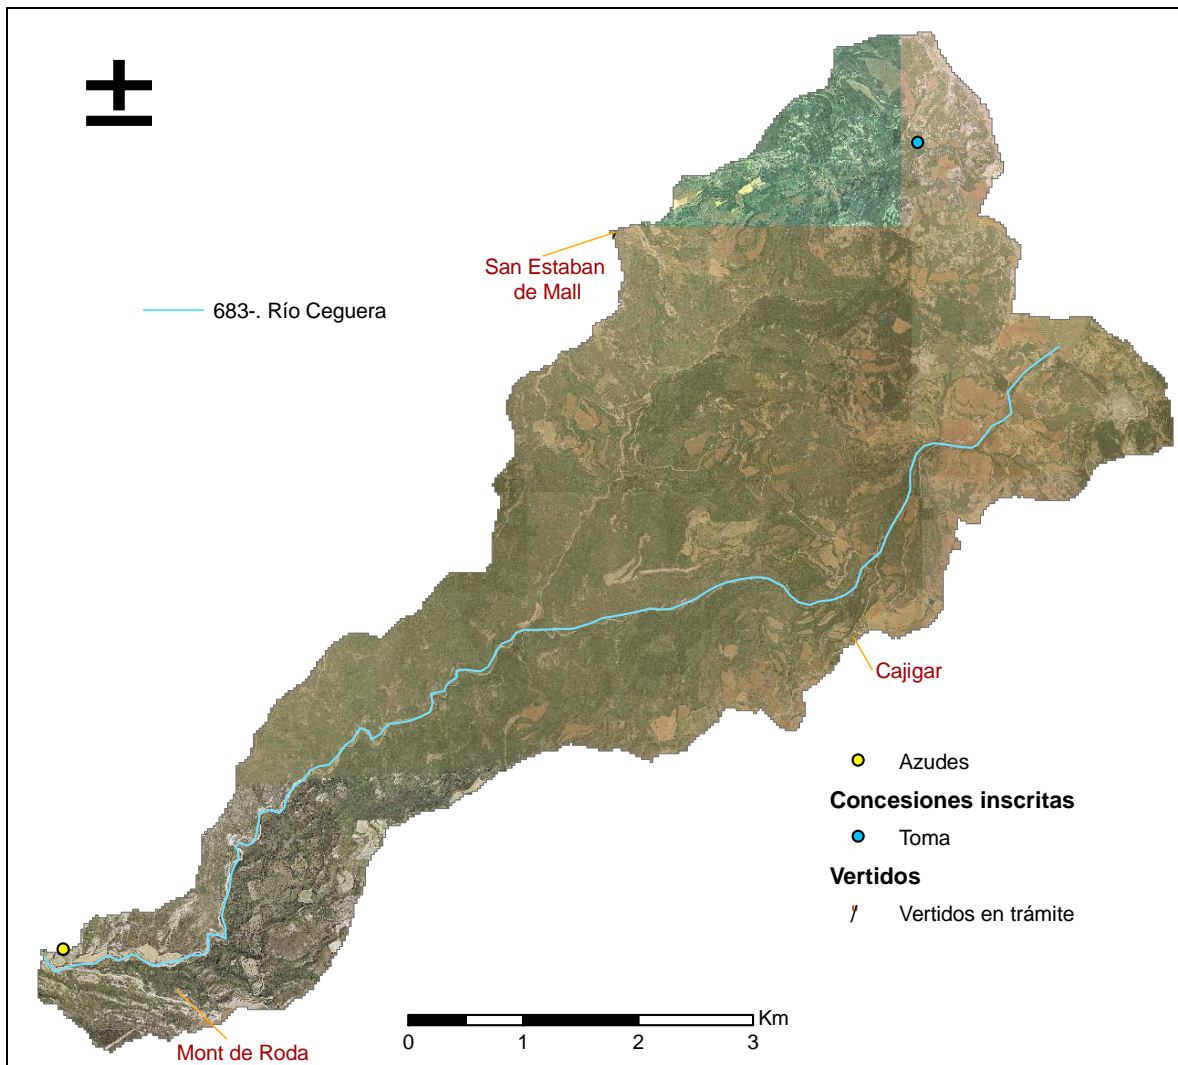 San Estaban
de Mall
683-. Río Ceguera
Cajigar
Azudes
Concesiones inscritas
Toma
Vertidos
Vertidos en trámite
Mont de Roda
Km
0 1 2 3